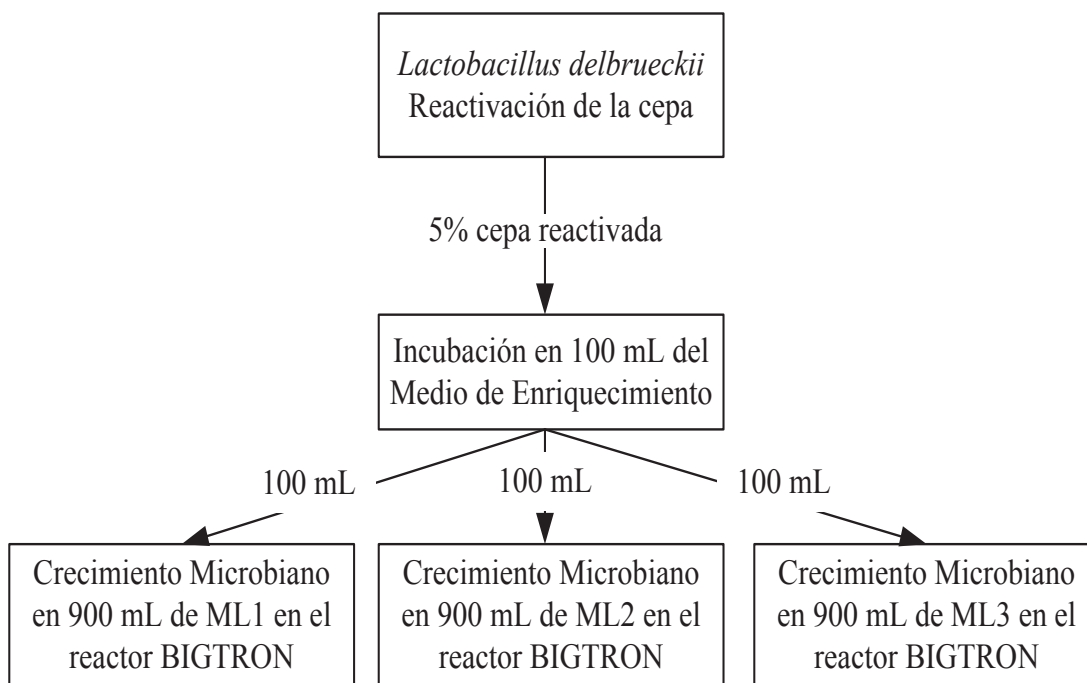 Lactobacillus delbrueckii
Reactivación de la cepa
5% cepa reactivada
Incubación en 100 mL del
Medio de Enriquecimiento
100 mL
100 mL
100 mL
Crecimiento Microbiano
en 900 mL de ML1 en el
reactor BIGTRON
Crecimiento Microbiano
en 900 mL de ML2 en el
reactor BIGTRON
Crecimiento Microbiano
en 900 mL de ML3 en el
reactor BIGTRON